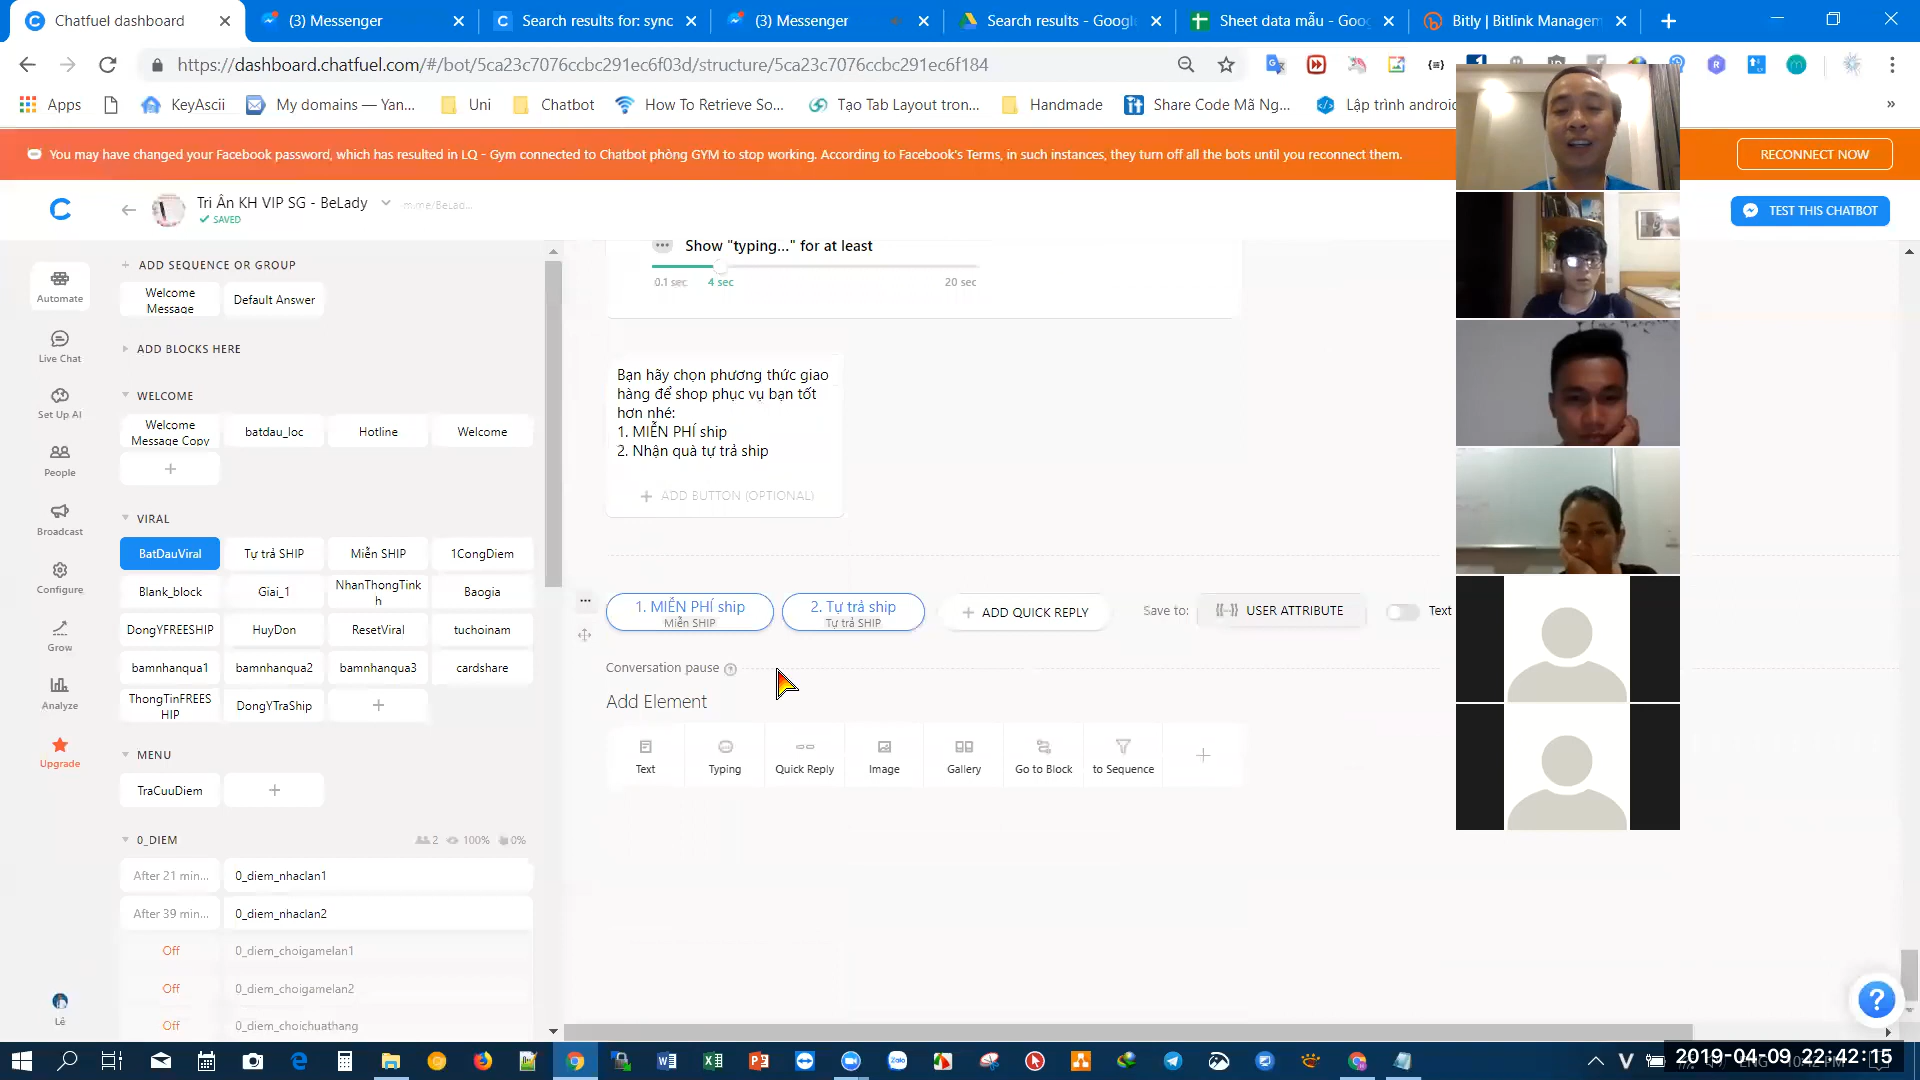 Chatfuel dashboard
(3) Messenger
Search results for: sync
(3) Messenger
Search results - Google
Sheet data mẫu - Goo
Bitly | Bitlink Managem
https://dashboard.chatfuel.com/#/bot/5ca23c7076ccbc291ec6f03d/structure/5ca23c7076ccbc291ec6f184
Apps
KeyAscii
My domains — Yan...
Uni
Chatbot
How To Retrieve So...
Tạo Tab Layout tron...
Handmade
Share Code Mã Ng...
Lập trình androi
You may have changed your Facebook password, which has resulted in LQ - Gym connected to Chatbot phòng GYM to stop working. According to Facebook's Terms, in such instances, they turn off all the bots until you reconnect them.
RECONNECT NOW
Tri Ân KH VIP SG - BeLady
m.me/BeLad...
SAVED
TEST THIS CHATBOT
Automate
Live Chat
Set Up AI
People
Broadcast
Configure
Grow
Analyze
Upgrade
Lê
ADD SEQUENCE OR GROUP
Welcome Message
Default Answer
ADD BLOCKS HERE
WELCOME
Welcome Message Copy
batdau_loc
Hotline
Welcome
VIRAL
BatDauViral
Tự trả SHIP
Miễn SHIP
1CongDiem
Blank_block
Giai_1
NhanThongTinkh
Baogia
DongYFREESHIP
HuyDon
ResetViral
tuchoinam
bamnhanqua1
bamnhanqua2
bamnhanqua3
cardshare
ThongTinFREESHIP
DongYTraShip
MENU
TraCuuDiem
0_DIEM
2
100%
0%
After 21 min...
0_diem_nhaclan1
After 39 min...
0_diem_nhaclan2
Off
0_diem_choigamelan1
Off
0_diem_choigamelan2
Off
0_diem_choichuathang
Show "typing..." for at least
0.1 sec
4 sec
20 sec
Bạn hãy chọn phương thức giao
hàng để shop phục vụ bạn tốt
hơn nhé:
1. MIỄN PHÍ ship
2. Nhận quà tự trả ship
ADD BUTTON (OPTIONAL)
1. MIỄN PHÍ ship
Miễn SHIP
2. Tự trả ship
Tự trả SHIP
ADD QUICK REPLY
Save to:
USER ATTRIBUTE
Text
Conversation pause
Add Element
Text
Typing
Quick Reply
Image
Gallery
Go to Block
to Sequence
2019-04-09 22:42:15